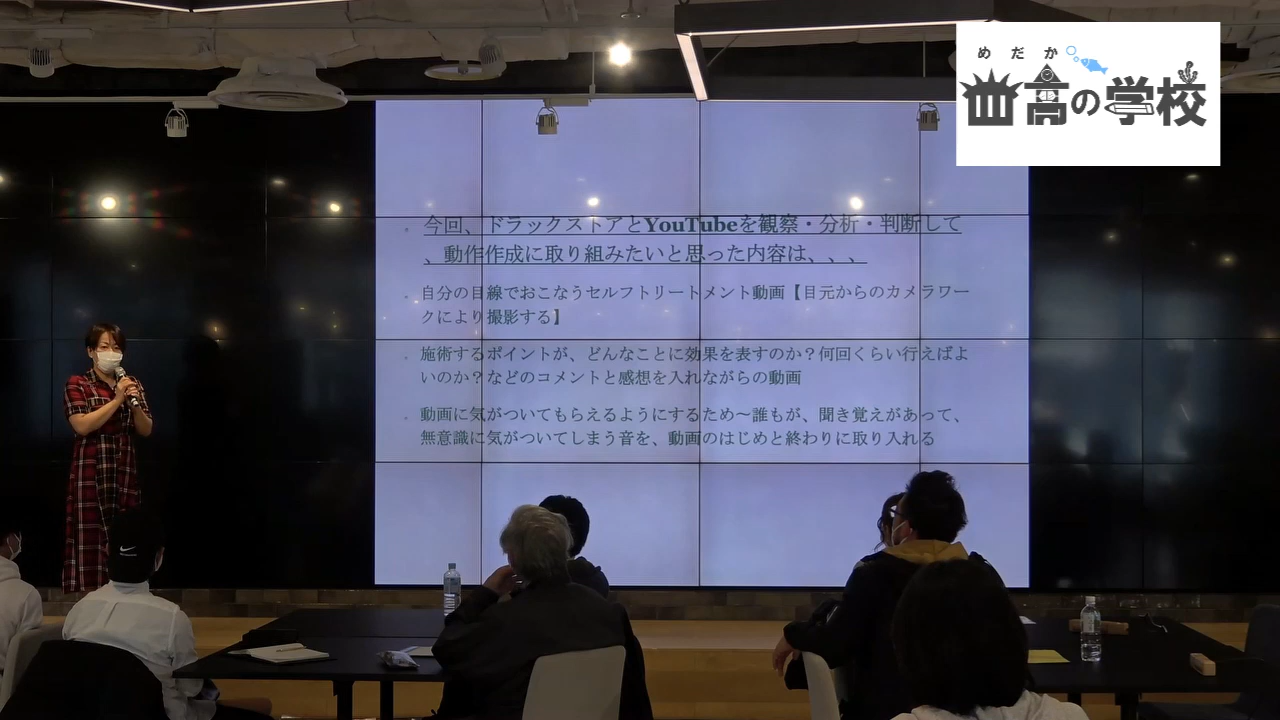 めだか
皿高の学校
今回、ドラックストアとYouTubeを観察・分析・判断して
、動作作成に取り組みたいと思った内容は、、、
自分の目線でおこなうセルフトリートメント動画【目元からのカメラワー
クにより撮影する】
施術するポイントが、どんなことに効果を表すのか？何回くらい行えばよ
いのか？などのコメントと感想を入れながらの動画
動画に気がついてもらえるようにするため〜誰もが、聞き覚えがあって、
無意識に気がついてしまう音を、動画のはじめと終わりに取り入れる